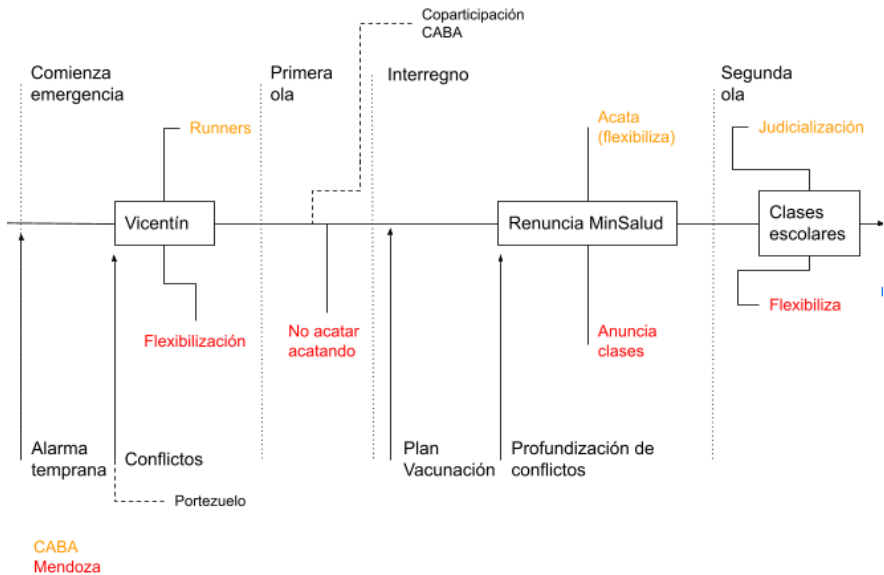 Coparticipación
CABA
Comienza
emergencia
Primera
ola
Interregno
Segunda
ola
Runners
Acata
(flexibiliza)
Judicialización
Vicentín
Renuncia MinSalud
Clases
escolares
Flexibilización
No acatar
acatando
Anuncia
clases
Flexibiliza
Alarma
temprana
Conflictos
Plan
Vacunación
Profundización de
conflictos
Portezuelo
CABA
Mendoza